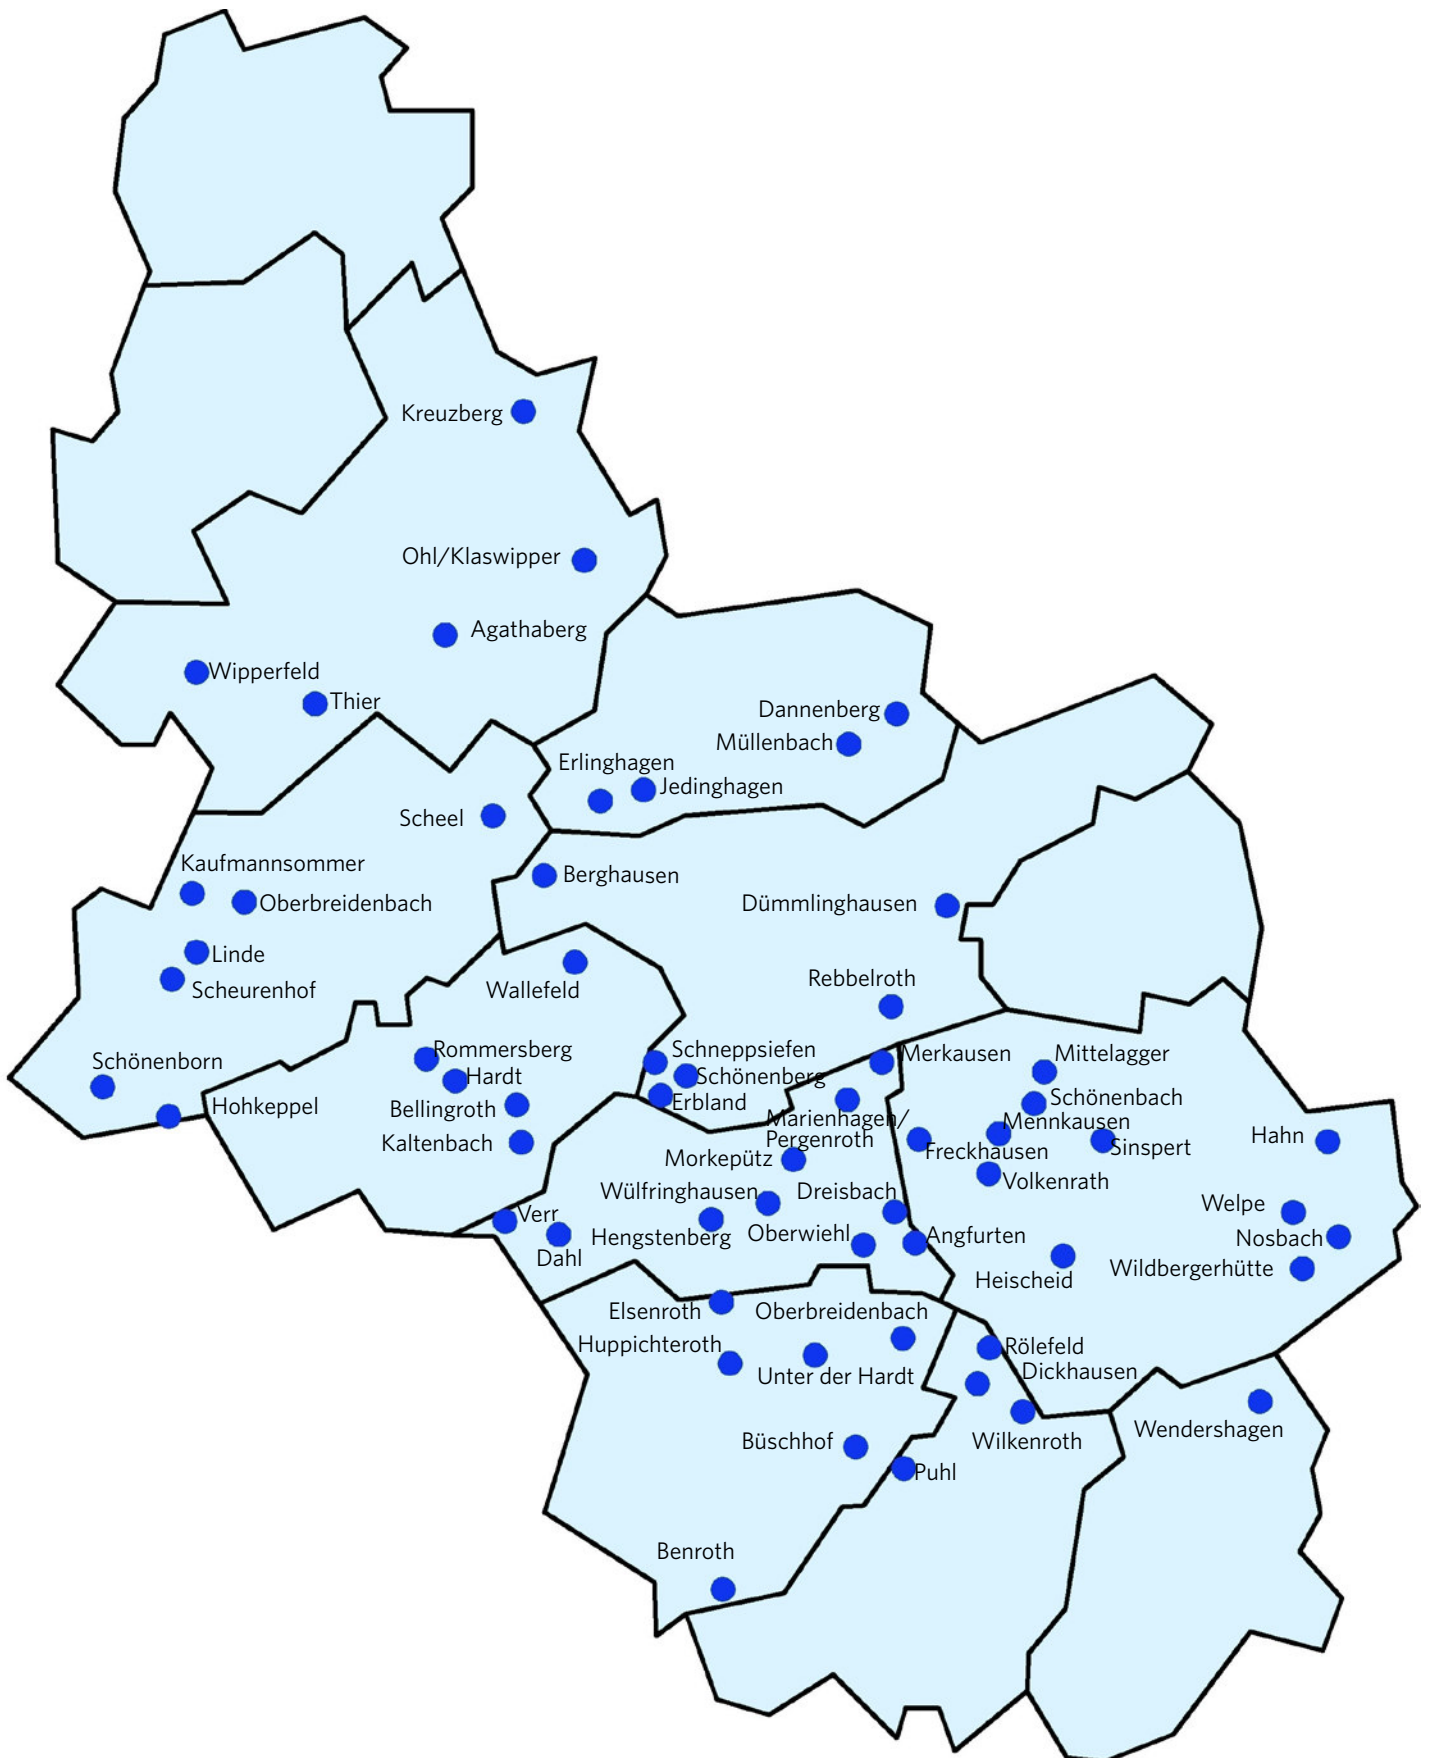 Kreuzberg
Ohl/Klaswipper
Agathaberg
Wipperfeld
Thier
Dannenberg
Müllenbach
Erlinghagen
Jedinghagen
Scheel
Kaufmannsommer
Berghausen
Oberbreidenbach
Dümmlinghausen
Linde
Scheurenhof
Wallefeld
Rebbelroth
Schönenborn
Rommersberg
Schneppsiefen
Merkausen
Mittelagger
Hardt
Schönenberg
Hohkeppel
Bellingroth
Erbland
Schönenbach
Marienhagen/
Pergenroth
Mennkausen
Kaltenbach
Freckhausen
Sinspert
Hahn
Morkepütz
Volkenrath
Wülfringhausen
Dreisbach
Welpe
Verr
Hengstenberg
Oberwiehl
Angfurten
Nosbach
Dahl
Heischeid
Wildbergerhütte
Elsenroth
Oberbreidenbach
Huppichteroth
Rölefeld
Unter der Hardt
Dickhausen
Büschhof
Wilkenroth
Wendershagen
Puhl
Benroth